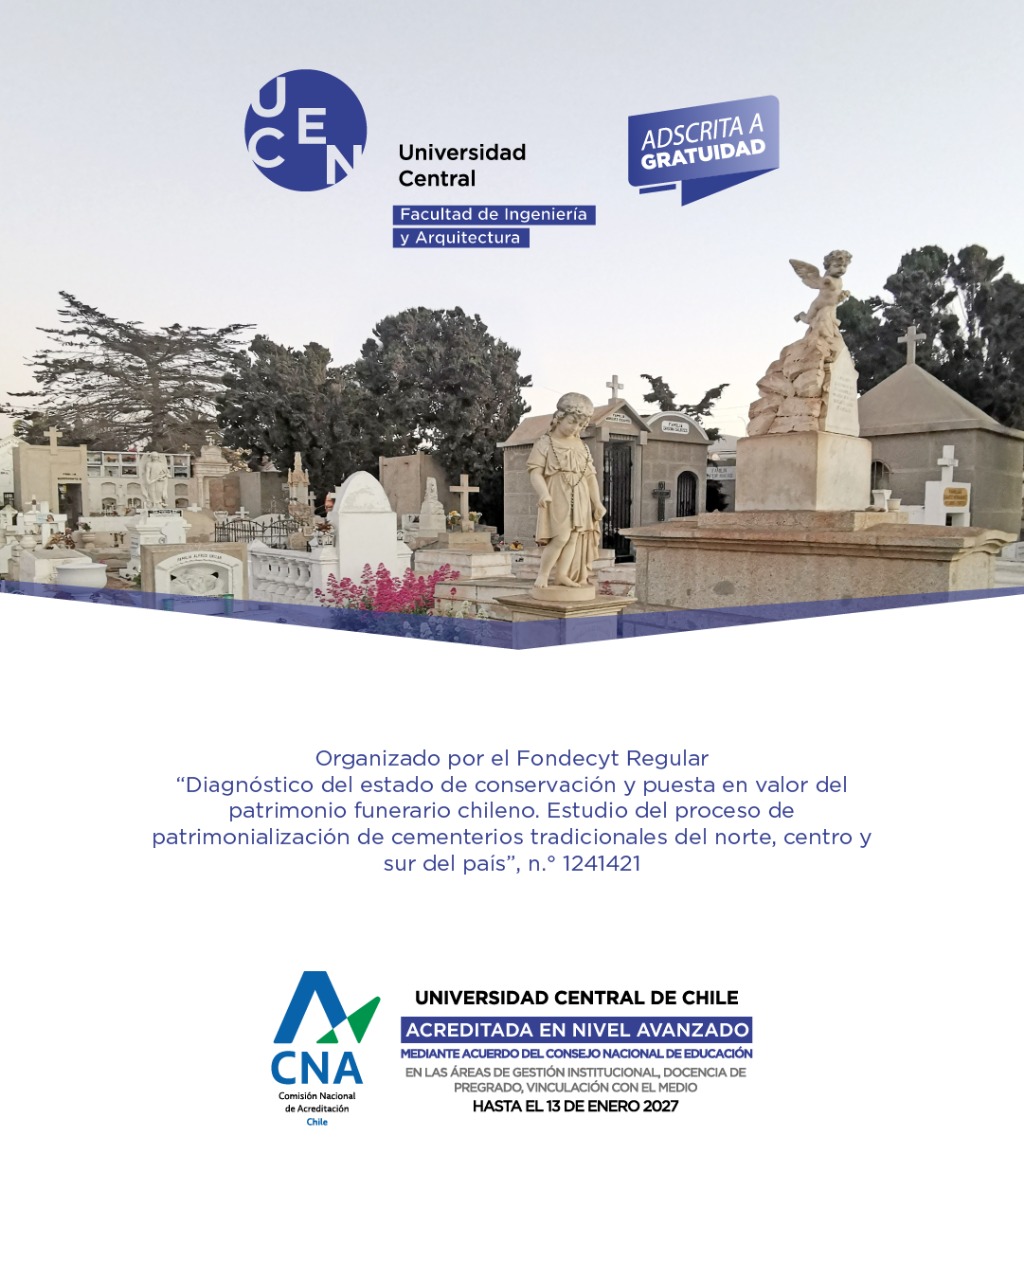 UCEN
Universidad
Central
Facultad de Ingeniería
y Arquitectura
ADSCRITA A
GRATUIDAD
Organizado por el Fondecyt Regular
“Diagnóstico del estado de conservación y puesta en valor del
patrimonio funerario chileno. Estudio del proceso de
patrimonialización de cementerios tradicionales del norte, centro y
sur del país”, n.° 1241421
CNA
Comisión Nacional
de Acreditación
Chile
UNIVERSIDAD CENTRAL DE CHILE
ACREDITADA EN NIVEL AVANZADO
MEDIANTE ACUERDO DEL CONSEJO NACIONAL DE EDUCACIÓN
EN LAS ÁREAS DE GESTIÓN INSTITUCIONAL, DOCENCIA DE
PREGRADO, VINCULACIÓN CON EL MEDIO
HASTA EL 13 DE ENERO 2027